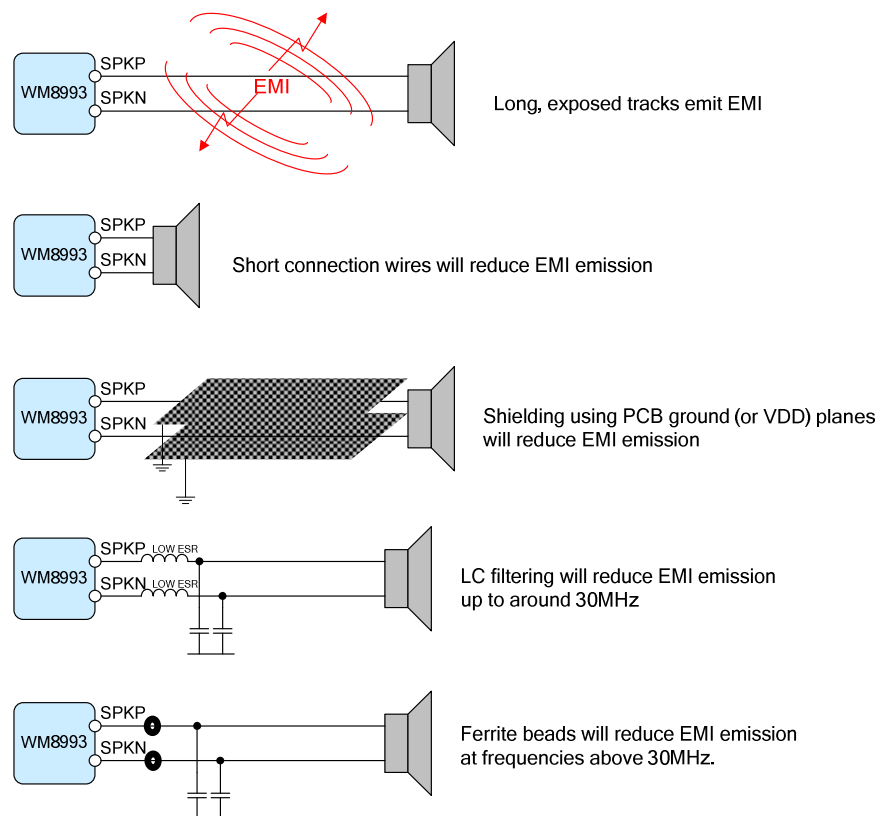 SPKP
WM8993
SPKN
EMI
Long, exposed tracks emit EMI
SPKP
WM8993
SPKN
Short connection wires will reduce EMI emission
SPKP
WM8993
SPKN
Shielding using PCB ground (or VDD) planes
will reduce EMI emission
SPKP
LOW ESR
WM8993
SPKN
LOW ESR
LC filtering will reduce EMI emission
up to around 30MHz
SPKP
WM8993
SPKN
Ferrite beads will reduce EMI emission
at frequencies above 30MHz.